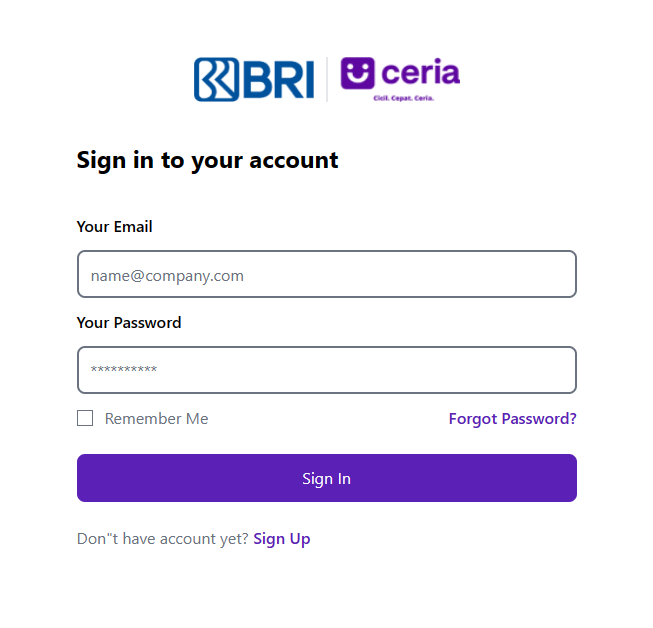 BRI
ceria
Cicil. Cepat. Ceria.
Sign in to your account
Your Email
name@company.com
Your Password
**********
Remember Me
Forgot Password?
Sign In
Don"t have account yet? Sign Up